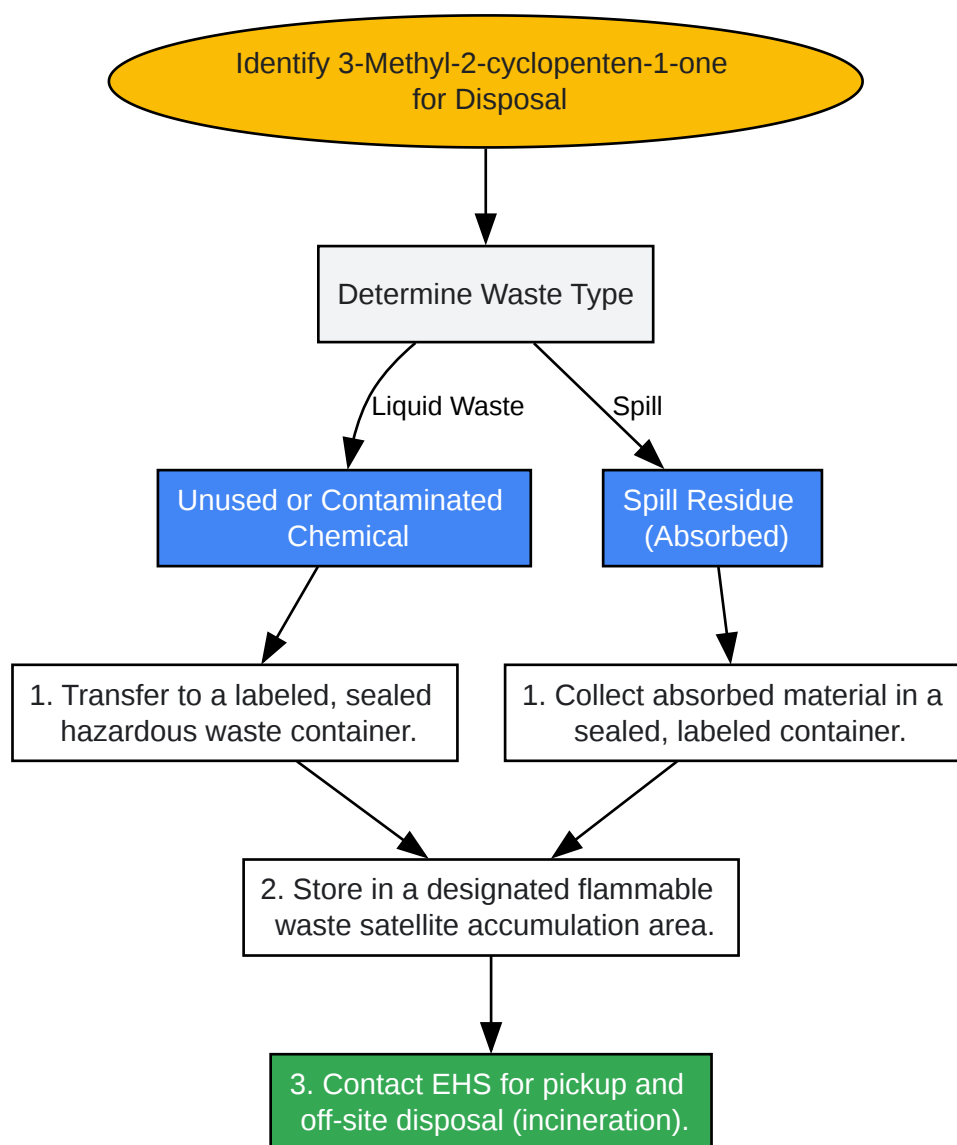 Identify 3-Methyl-2-cyclopenten-1-one
for Disposal
Determine Waste Type
Liquid Waste
Spill
Unused or Contaminated
Chemical
Spill Residue
(Absorbed)
1. Transfer to a labeled, sealed
hazardous waste container.
1. Collect absorbed material in a
sealed, labeled container.
2. Store in a designated flammable
waste satellite accumulation area.
3. Contact EHS for pickup and
off-site disposal (incineration).